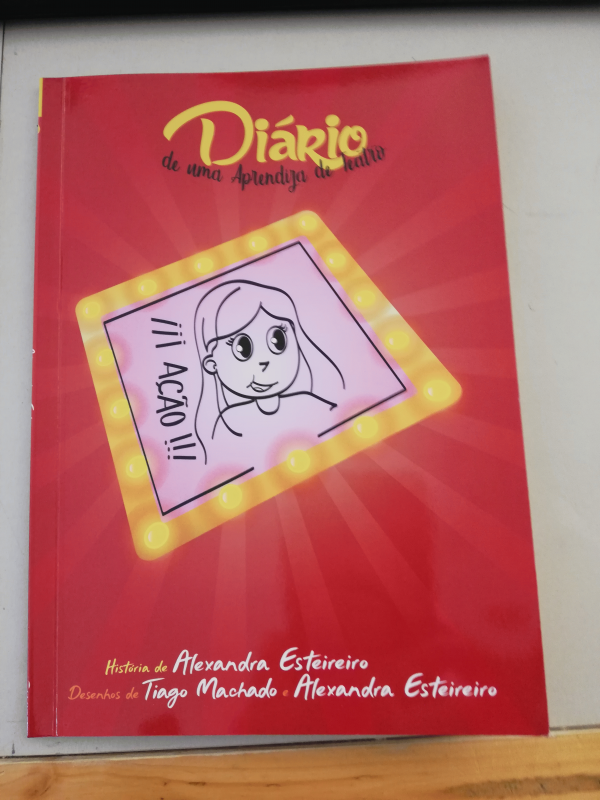 Diário
de uma Aprendiza de Teatro
¡¡¡ AÇÃO !!!
História de Alexandra Esteireiro
Desenhos de Tiago Machado e Alexandra Esteireiro